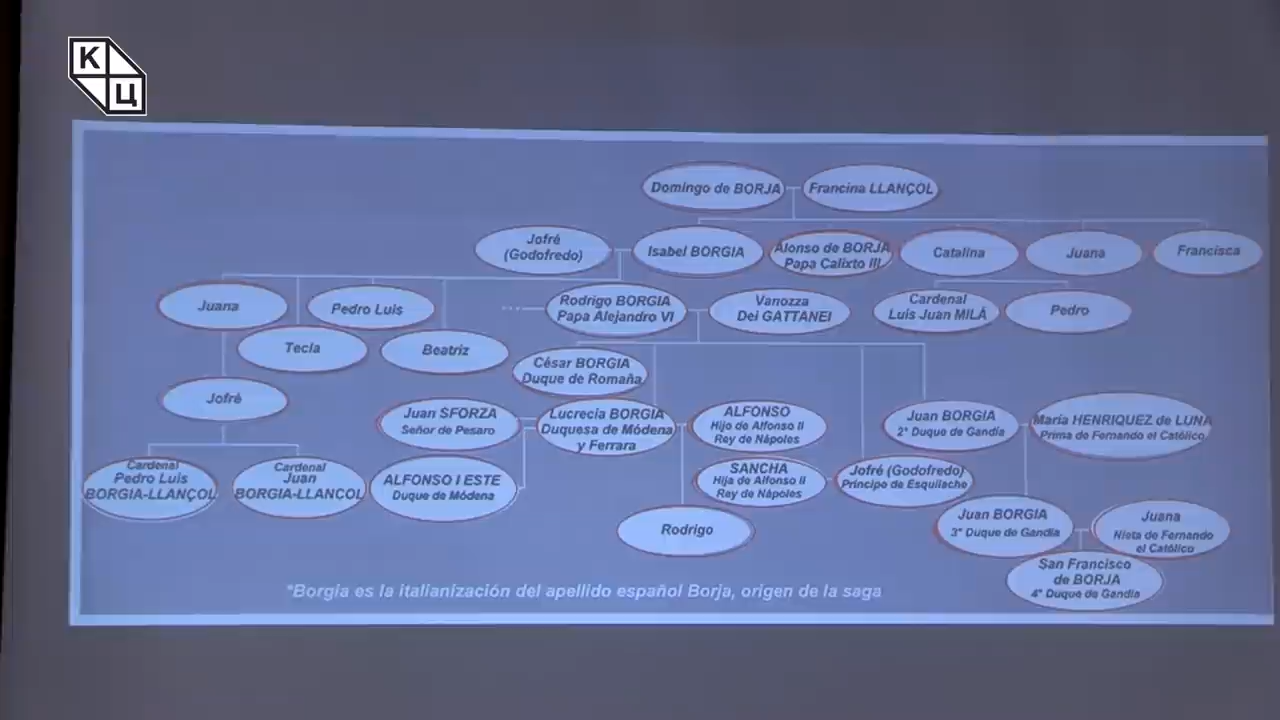 К
Ц
Domingo de BORJA
Francina LLANÇOL
Jofré
(Godofredo)
Isabel BORGIA
Alonso de BORJA
Papa Calixto III
Catalina
Juana
Francisca
Juana
Pedro Luis
Rodrigo BORGIA
Papa Alejandro VI
Vanozza
Dei GATTANEI
Cardenal
Luis Juan MILÁ
Pedro
Tecla
Beatriz
César BORGIA
Duque de Romaña
Jofré
Juan SFORZA
Señor de Pesaro
Lucrecia BORGIA
Duquesa de Módena
y Ferrara
ALFONSO
Hijo de Alfonso II
Rey de Nápoles
Juan BORGIA
2° Duque de Gandía
María HENRIQUEZ de LUNA
Prima de Fernando el Católico
Cardenal
Pedro Luis
BORGIA-LLANÇOL
Cardenal
Juan
BORGIA-LLANCOL
ALFONSO I ESTE
Duque de Módena
SANCHA
Hija de Alfonso II
Rey de Nápoles
Jofré (Godofredo)
Príncipo de Esquilache
Rodrigo
Juan BORGIA
3° Duque de Gandía
Juana
Nieta de Fernando
el Católico
San Francisco
de BORJA
4° Duque de Gandía
*Borgia es la italianización del apellido español Borja, origen de la saga